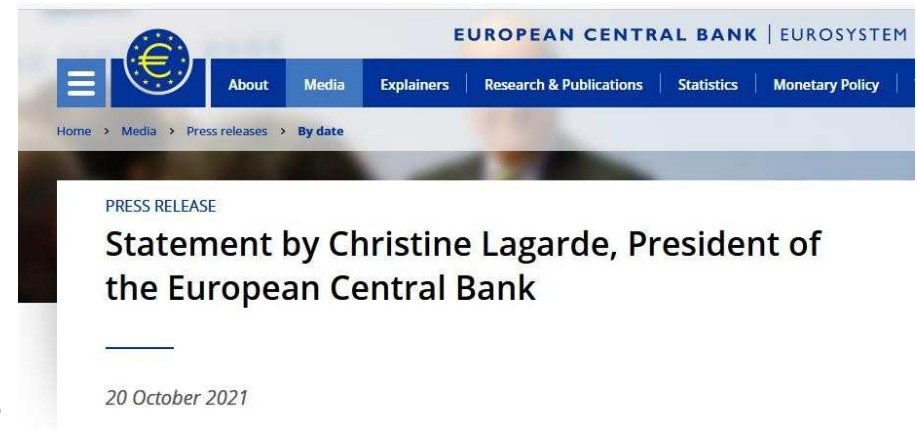 EUROPEAN CENTRAL BANK | EUROSYSTEM
€
About Media Explainers Research & Publications Statistics Monetary Policy
Home > Media > Press releases > By date
PRESS RELEASE
Statement by Christine Lagarde, President of
the European Central Bank
20 October 2021